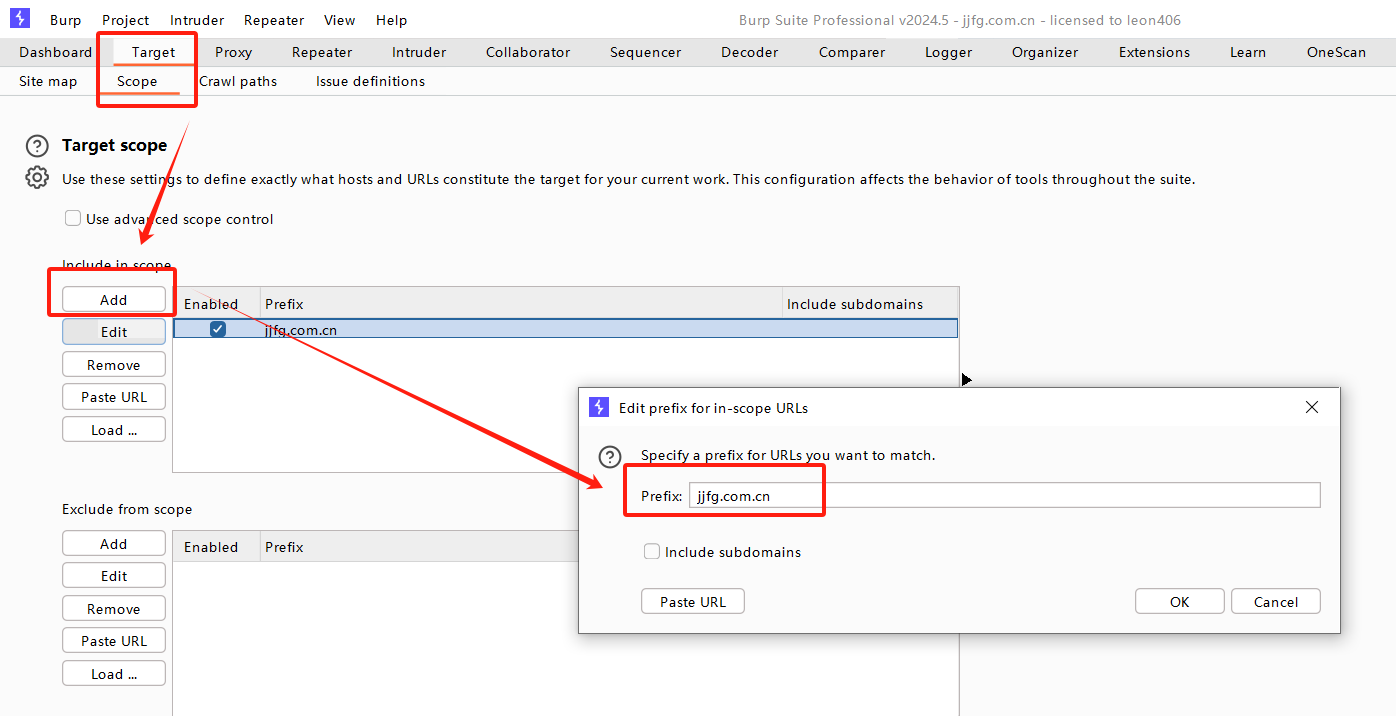 Burp Project Intruder Repeater View Help Burp Suite Professional v2024.5 - jjfg.com.cn - licensed to leon406
Dashboard Target Proxy Repeater Intruder Collaborator Sequencer Decoder Comparer Logger Organizer Extensions Learn OneScan
Site map Scope Crawl paths Issue definitions
Target scope
Use these settings to define exactly what hosts and URLs constitute the target for your current work. This configuration affects the behavior of tools throughout the suite.
Use advanced scope control
Include in scope
Add
Edit
Remove
Paste URL
Load ...
Enabled Prefix Include subdomains
jjfg.com.cn
Edit prefix for in-scope URLs
Specify a prefix for URLs you want to match.
Prefix: jjfg.com.cn
Include subdomains
Paste URL OK Cancel
Exclude from scope
Add
Edit
Remove
Paste URL
Load ...
Enabled Prefix